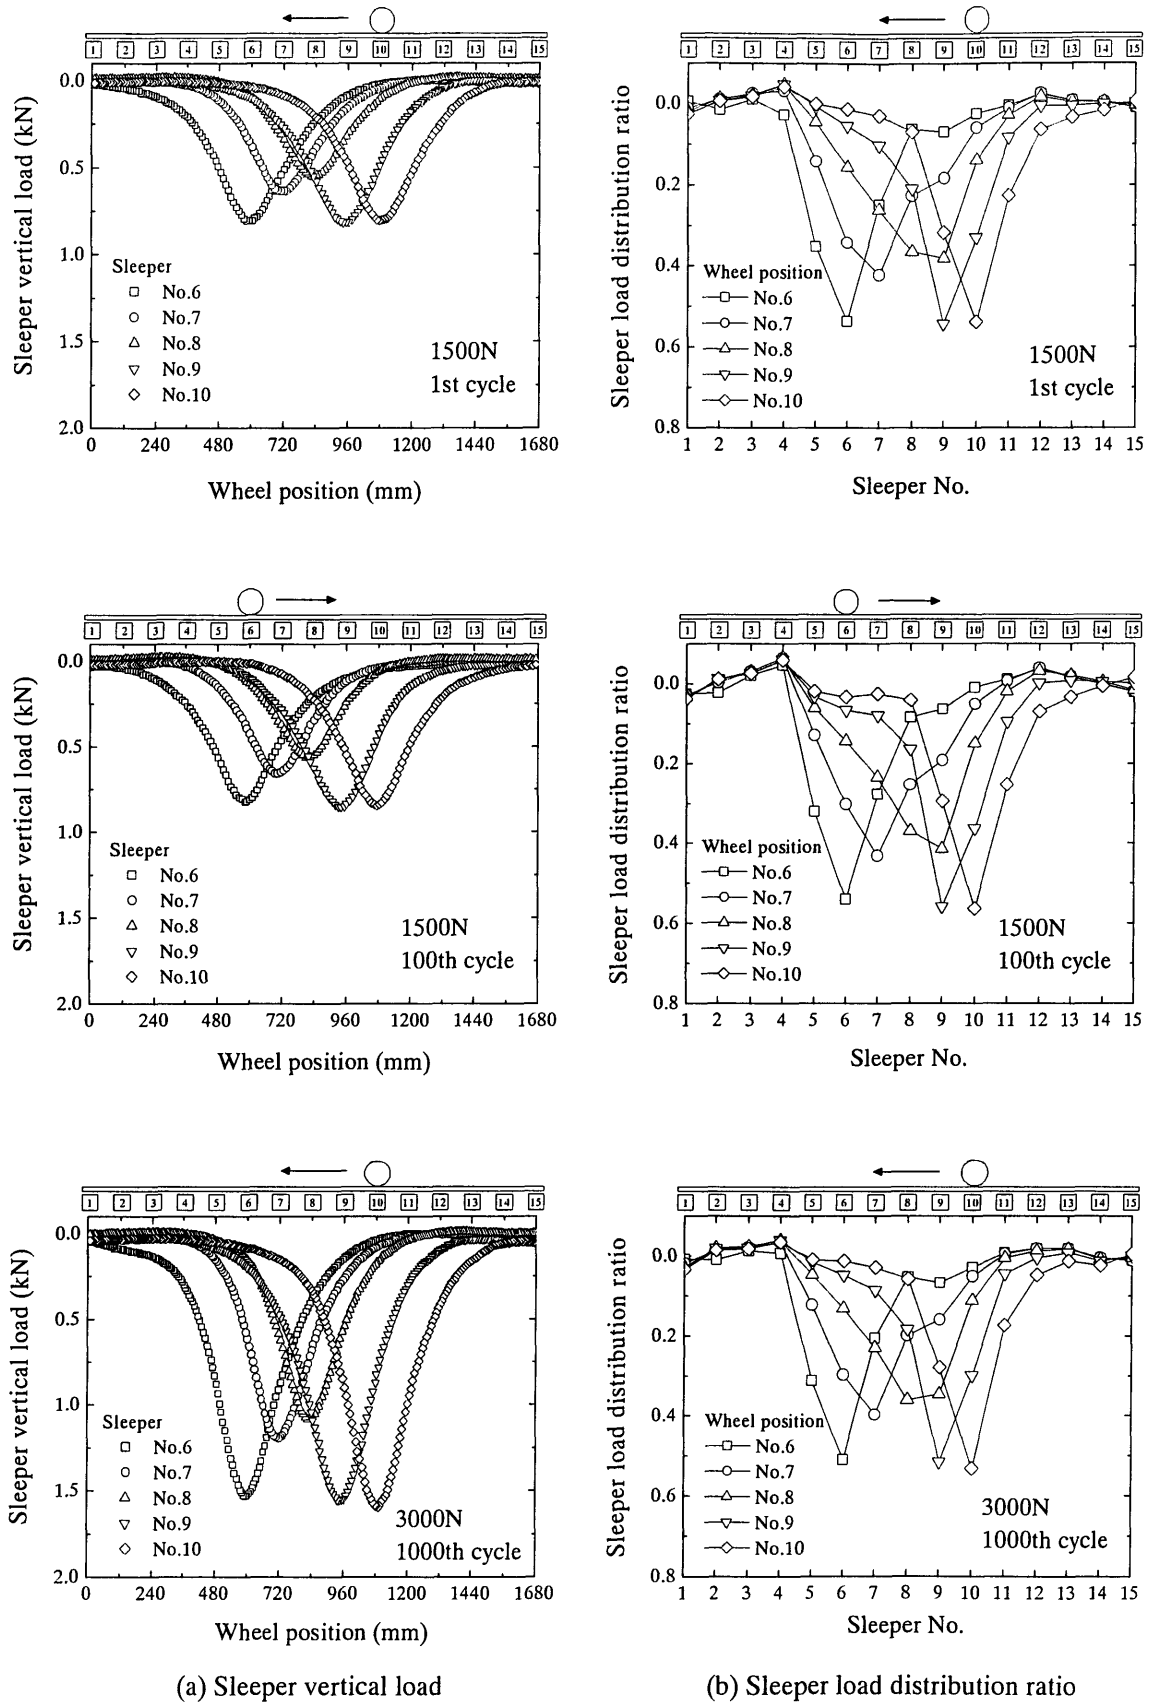 1 2 3 4 5 6 7 8 9 10 11 12 13 14 15
Sleeper vertical load (kN)
0.0
0.5
1.0
1.5
2.0
Sleeper
No.6
No.7
No.8
No.9
No.10
1500N
1st cycle
0 240 480 720 960 1200 1440 1680
Wheel position (mm)
1 2 3 4 5 6 7 8 9 10 11 12 13 14 15
Sleeper load distribution ratio
0.0
0.2
0.4
0.6
0.8
Wheel position
No.6
No.7
No.8
No.9
No.10
1500N
1st cycle
1 2 3 4 5 6 7 8 9 10 11 12 13 14 15
Sleeper No.
1 2 3 4 5 6 7 8 9 10 11 12 13 14 15
Sleeper vertical load (kN)
0.0
0.5
1.0
1.5
2.0
Sleeper
No.6
No.7
No.8
No.9
No.10
1500N
100th cycle
0 240 480 720 960 1200 1440 1680
Wheel position (mm)
1 2 3 4 5 6 7 8 9 10 11 12 13 14 15
Sleeper load distribution ratio
0.0
0.2
0.4
0.6
0.8
Wheel position
No.6
No.7
No.8
No.9
No.10
1500N
100th cycle
1 2 3 4 5 6 7 8 9 10 11 12 13 14 15
Sleeper No.
1 2 3 4 5 6 7 8 9 10 11 12 13 14 15
Sleeper vertical load (kN)
0.0
0.5
1.0
1.5
2.0
Sleeper
No.6
No.7
No.8
No.9
No.10
3000N
1000th cycle
0 240 480 720 960 1200 1440 1680
Wheel position (mm)
1 2 3 4 5 6 7 8 9 10 11 12 13 14 15
Sleeper load distribution ratio
0.0
0.2
0.4
0.6
0.8
Wheel position
No.6
No.7
No.8
No.9
No.10
3000N
1000th cycle
1 2 3 4 5 6 7 8 9 10 11 12 13 14 15
Sleeper No.
(a) Sleeper vertical load
(b) Sleeper load distribution ratio